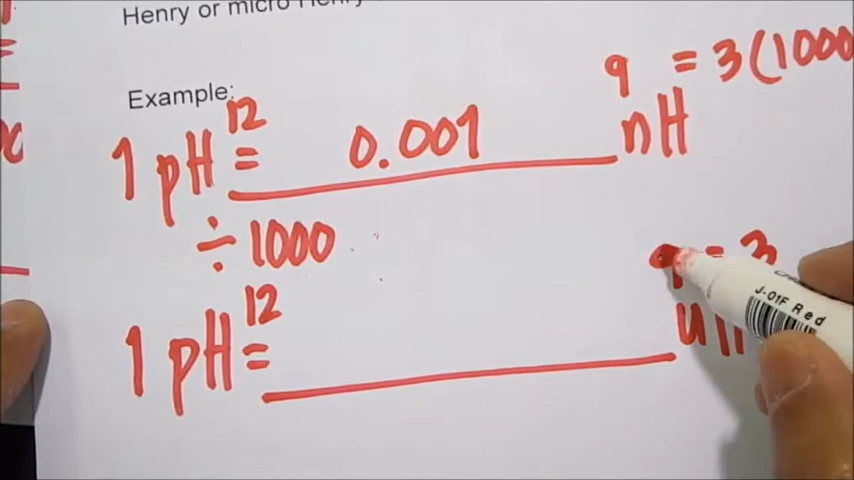 Henry or micro Henry
Example:
1 pH 12 = 0.001 nH 9 = 3(1000
÷ 1000
1 pH 12 = = 3
J-01F Red